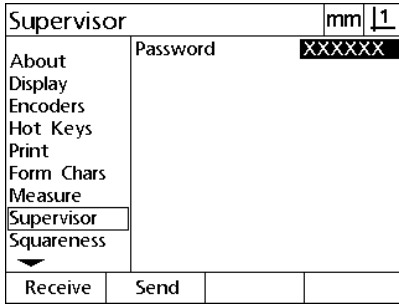 Supervisor mm 1
Password XXXXXX
About
Display
Encoders
Hot Keys
Print
Form Chars
Measure
Supervisor
Squareness
Receive Send